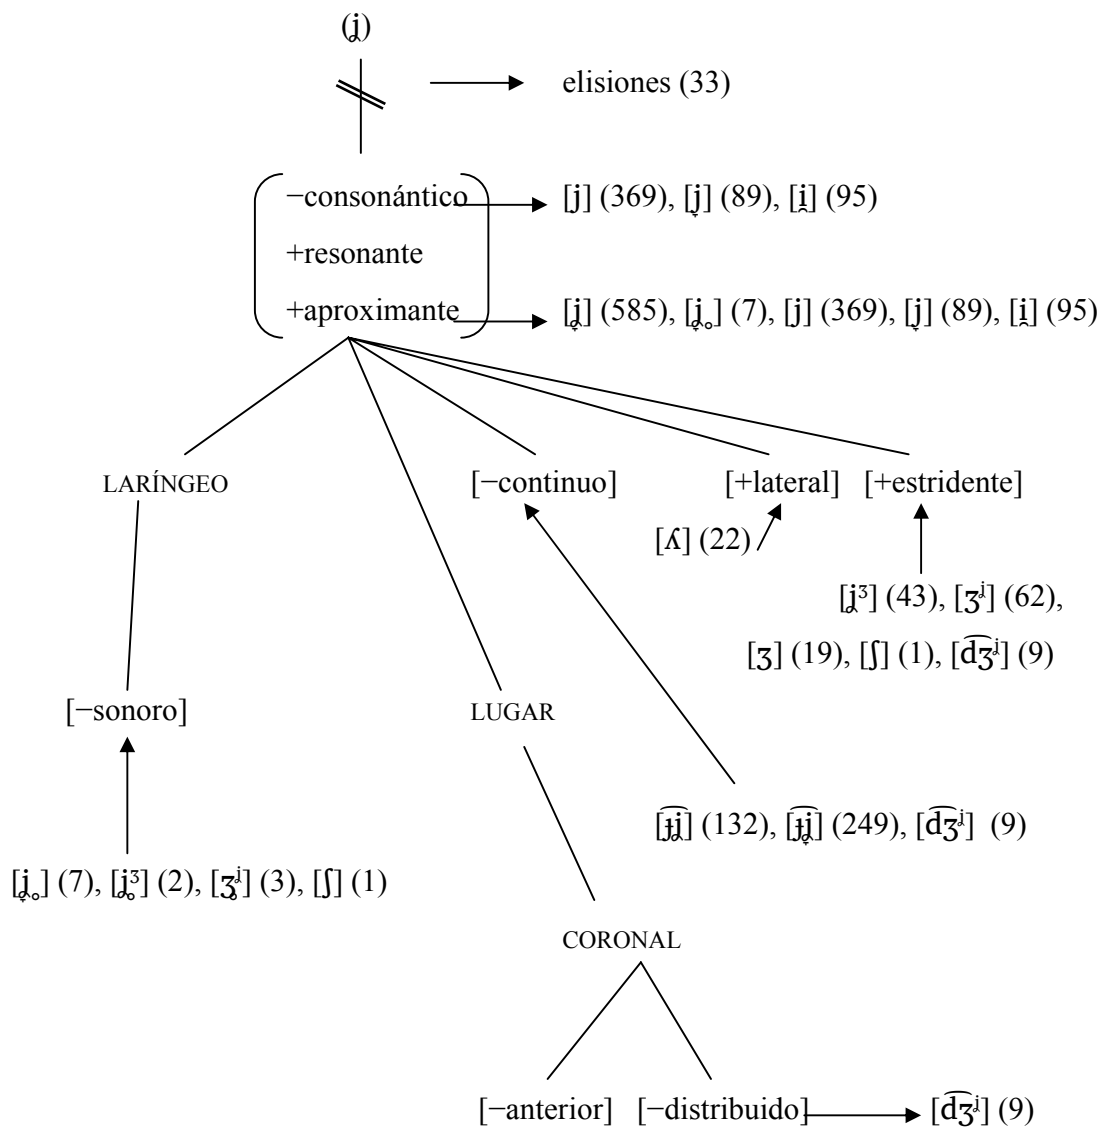 (ʝ)
elisiones (33)
−consonántico [j] (369), [j̞] (89), [i̯] (95)
+resonante
+aproximante [ʝ̞] (585), [ʝ̞˳] (7), [j] (369), [j̞] (89), [i̯] (95)
LARÍNGEO [−continuo] [+lateral] [+estridente]
[ʎ] (22)
[ʝᶾ] (43), [ʒʲ] (62),
[ʒ] (19), [ʃ] (1), [d͡ʒʲ] (9)
[−sonoro] LUGAR
[ɟ͡ʝ] (132), [ɟ͡ʝ̞] (249), [d͡ʒʲ] (9)
[ʝ̞˳] (7), [ʝ̥ᶾ] (2), [ʒ̥ʲ] (3), [ʃ] (1)
CORONAL
[−anterior] [−distribuido] [d͡ʒʲ] (9)